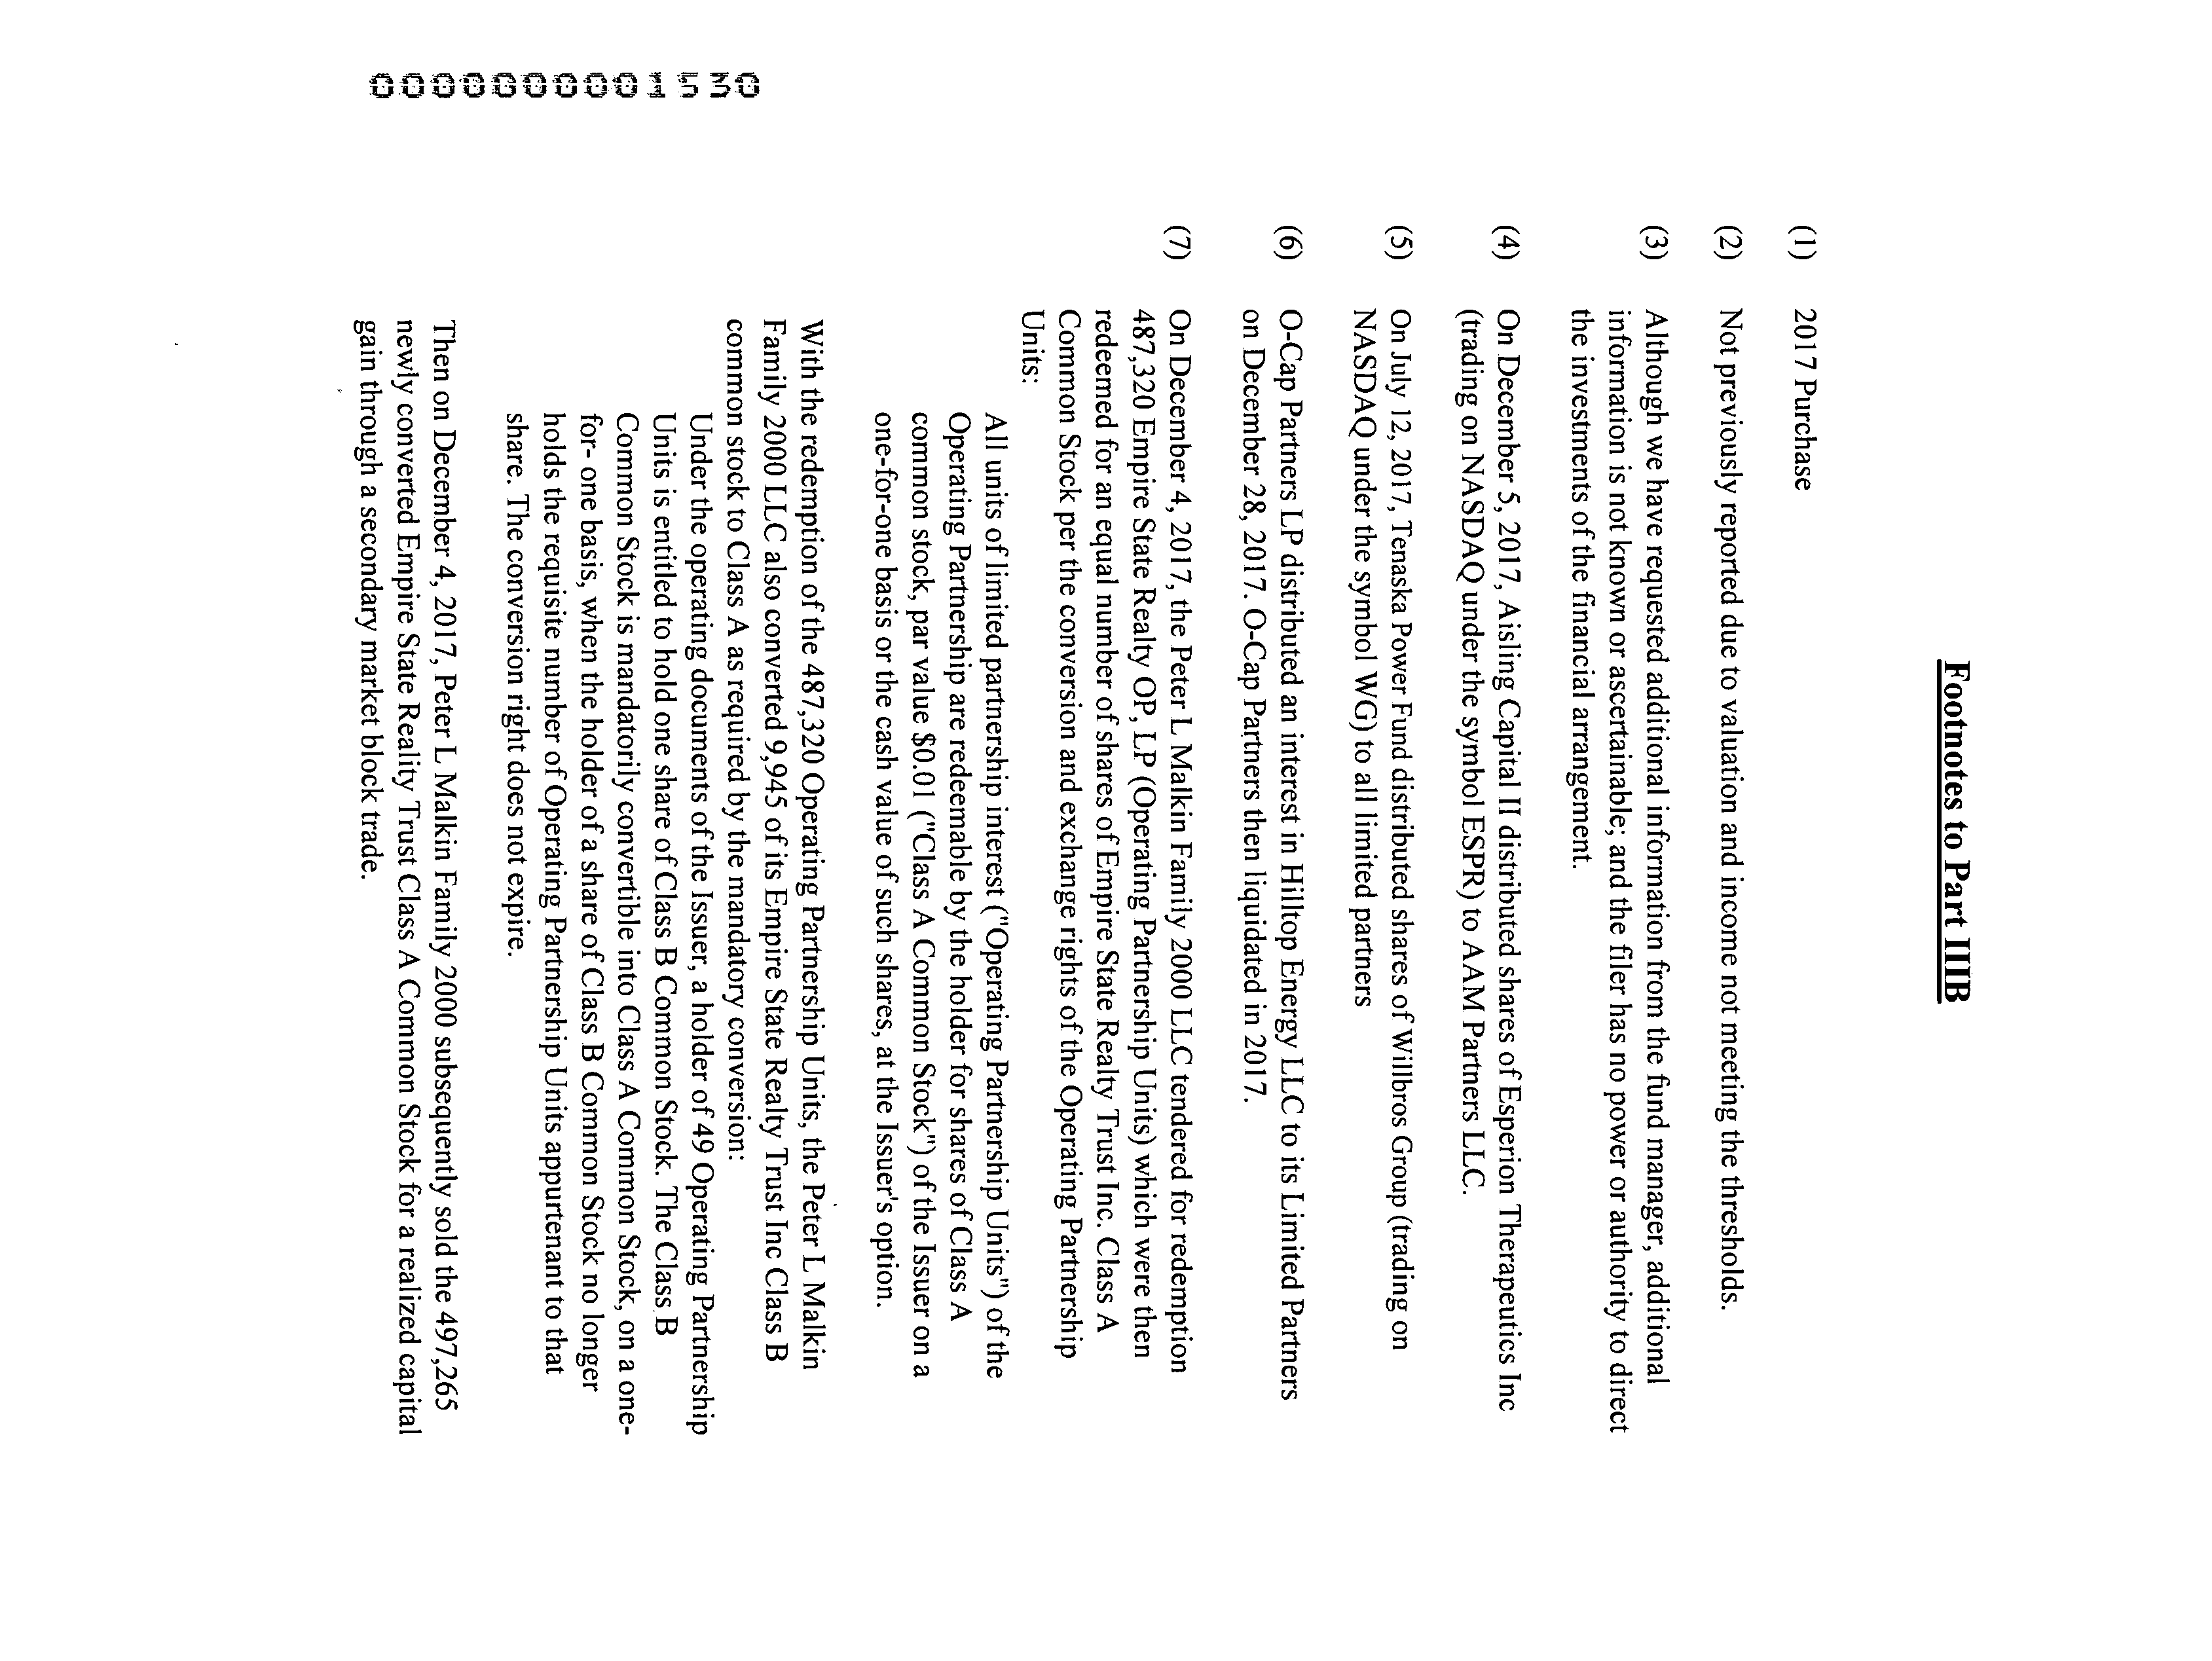 Footnotes to Part IIIB
(1) 2017 Purchase
(2) Not previously reported due to valuation and income not meeting the thresholds.
(3) Although we have requested additional information from the fund manager, additional
information is not known or ascertainable; and the filer has no power or authority to direct
the investments of the financial arrangement.
(4) On December 5, 2017, Aisling Capital II distributed shares of Esperion Therapeutics Inc
(trading on NASDAQ under the symbol ESPR) to AAM Partners LLC.
(5) On July 12, 2017, Tenaska Power Fund distributed shares of Willbros Group (trading on
NASDAQ under the symbol WG) to all limited partners
(6) O-Cap Partners LP distributed an interest in Hilltop Energy LLC to its Limited Partners
on December 28, 2017. O-Cap Partners then liquidated in 2017.
(7) On December 4, 2017, the Peter L Malkin Family 2000 LLC tendered for redemption
487,320 Empire State Realty OP, LP (Operating Partnership Units) which were then
redeemed for an equal number of shares of Empire State Realty Trust Inc. Class A
Common Stock per the conversion and exchange rights of the Operating Partnership
Units:
All units of limited partnership interest ("Operating Partnership Units") of the
Operating Partnership are redeemable by the holder for shares of Class A
common stock, par value $0.01 ("Class A Common Stock") of the Issuer on a
one-for-one basis or the cash value of such shares, at the Issuer's option.
With the redemption of the 487,320 Operating Partnership Units, the Peter L Malkin
Family 2000 LLC also converted 9,945 of its Empire State Realty Trust Inc Class B
common stock to Class A as required by the mandatory conversion:
Under the operating documents of the Issuer, a holder of 49 Operating Partnership
Units is entitled to hold one share of Class B Common Stock. The Class B
Common Stock is mandatorily convertible into Class A Common Stock, on a one-
for- one basis, when the holder of a share of Class B Common Stock no longer
holds the requisite number of Operating Partnership Units appurtenant to that
share. The conversion right does not expire.
Then on December 4, 2017, Peter L Malkin Family 2000 subsequently sold the 497,265
newly converted Empire State Reality Trust Class A Common Stock for a realized capital
gain through a secondary market block trade.